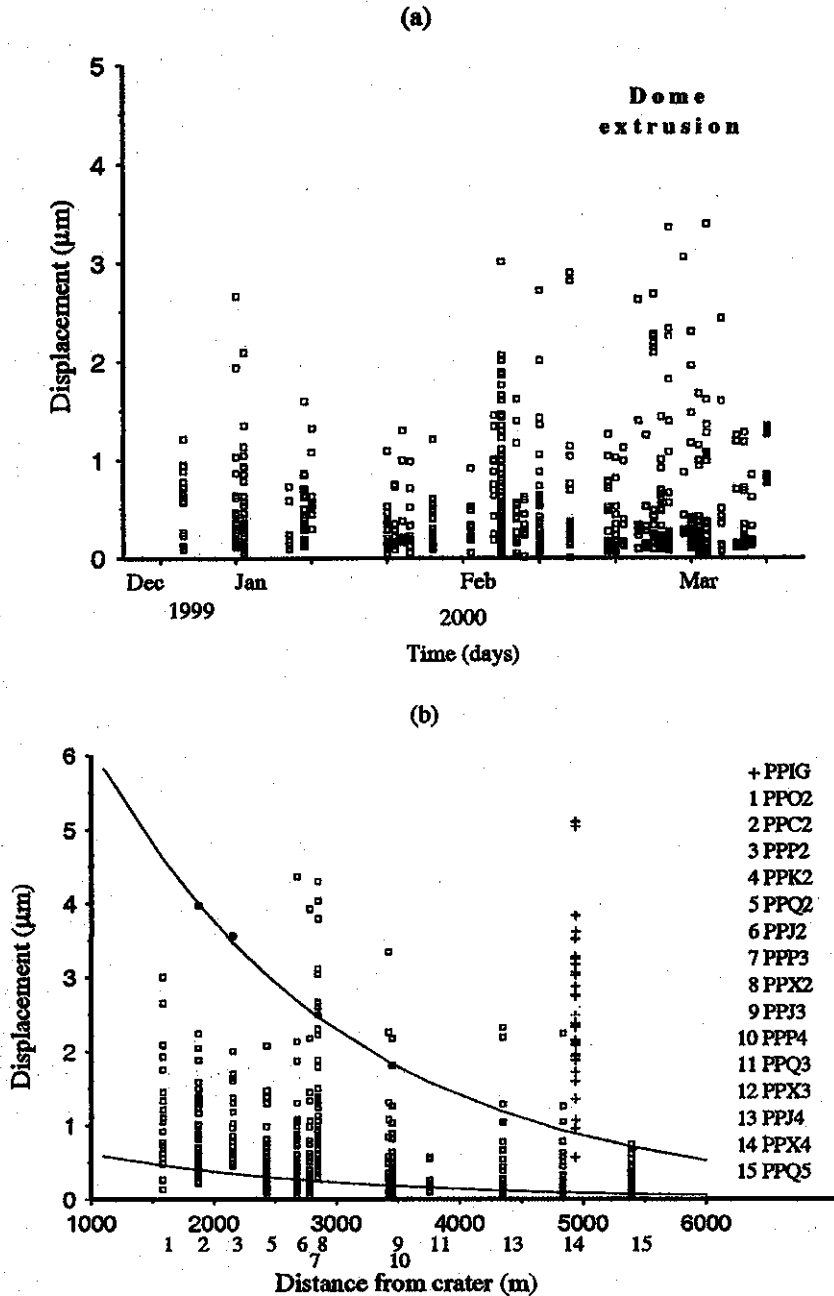 (a)
5
4
3
2
1
0
Displacement (μm)
Dome
extrusion
Dec Jan Feb Mar
1999 2000
Time (days)
(b)
6
5
4
3
2
1
0
Displacement (μm)
1000 2000 3000 4000 5000 6000
1 2 3 5 6 8 9 11 13 14 15
7 10
Distance from crater (m)
+ PPIG
1 PPO2
2 PPC2
3 PPP2
4 PPK2
5 PPQ2
6 PPJ2
7 PPP3
8 PPX2
9 PPJ3
10 PPP4
11 PPQ3
12 PPX3
13 PPJ4
14 PPX4
15 PPQ5